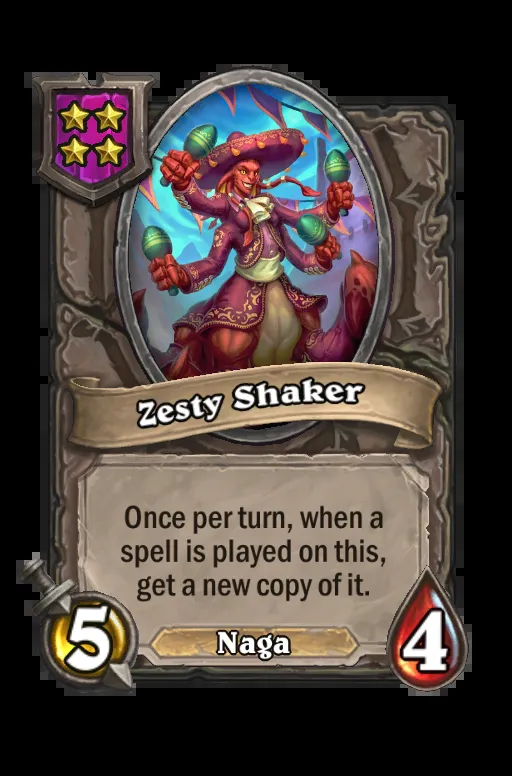 Zesty Shaker
Once per turn, when a
spell is played on this,
get a new copy of it.
5
Naga
4